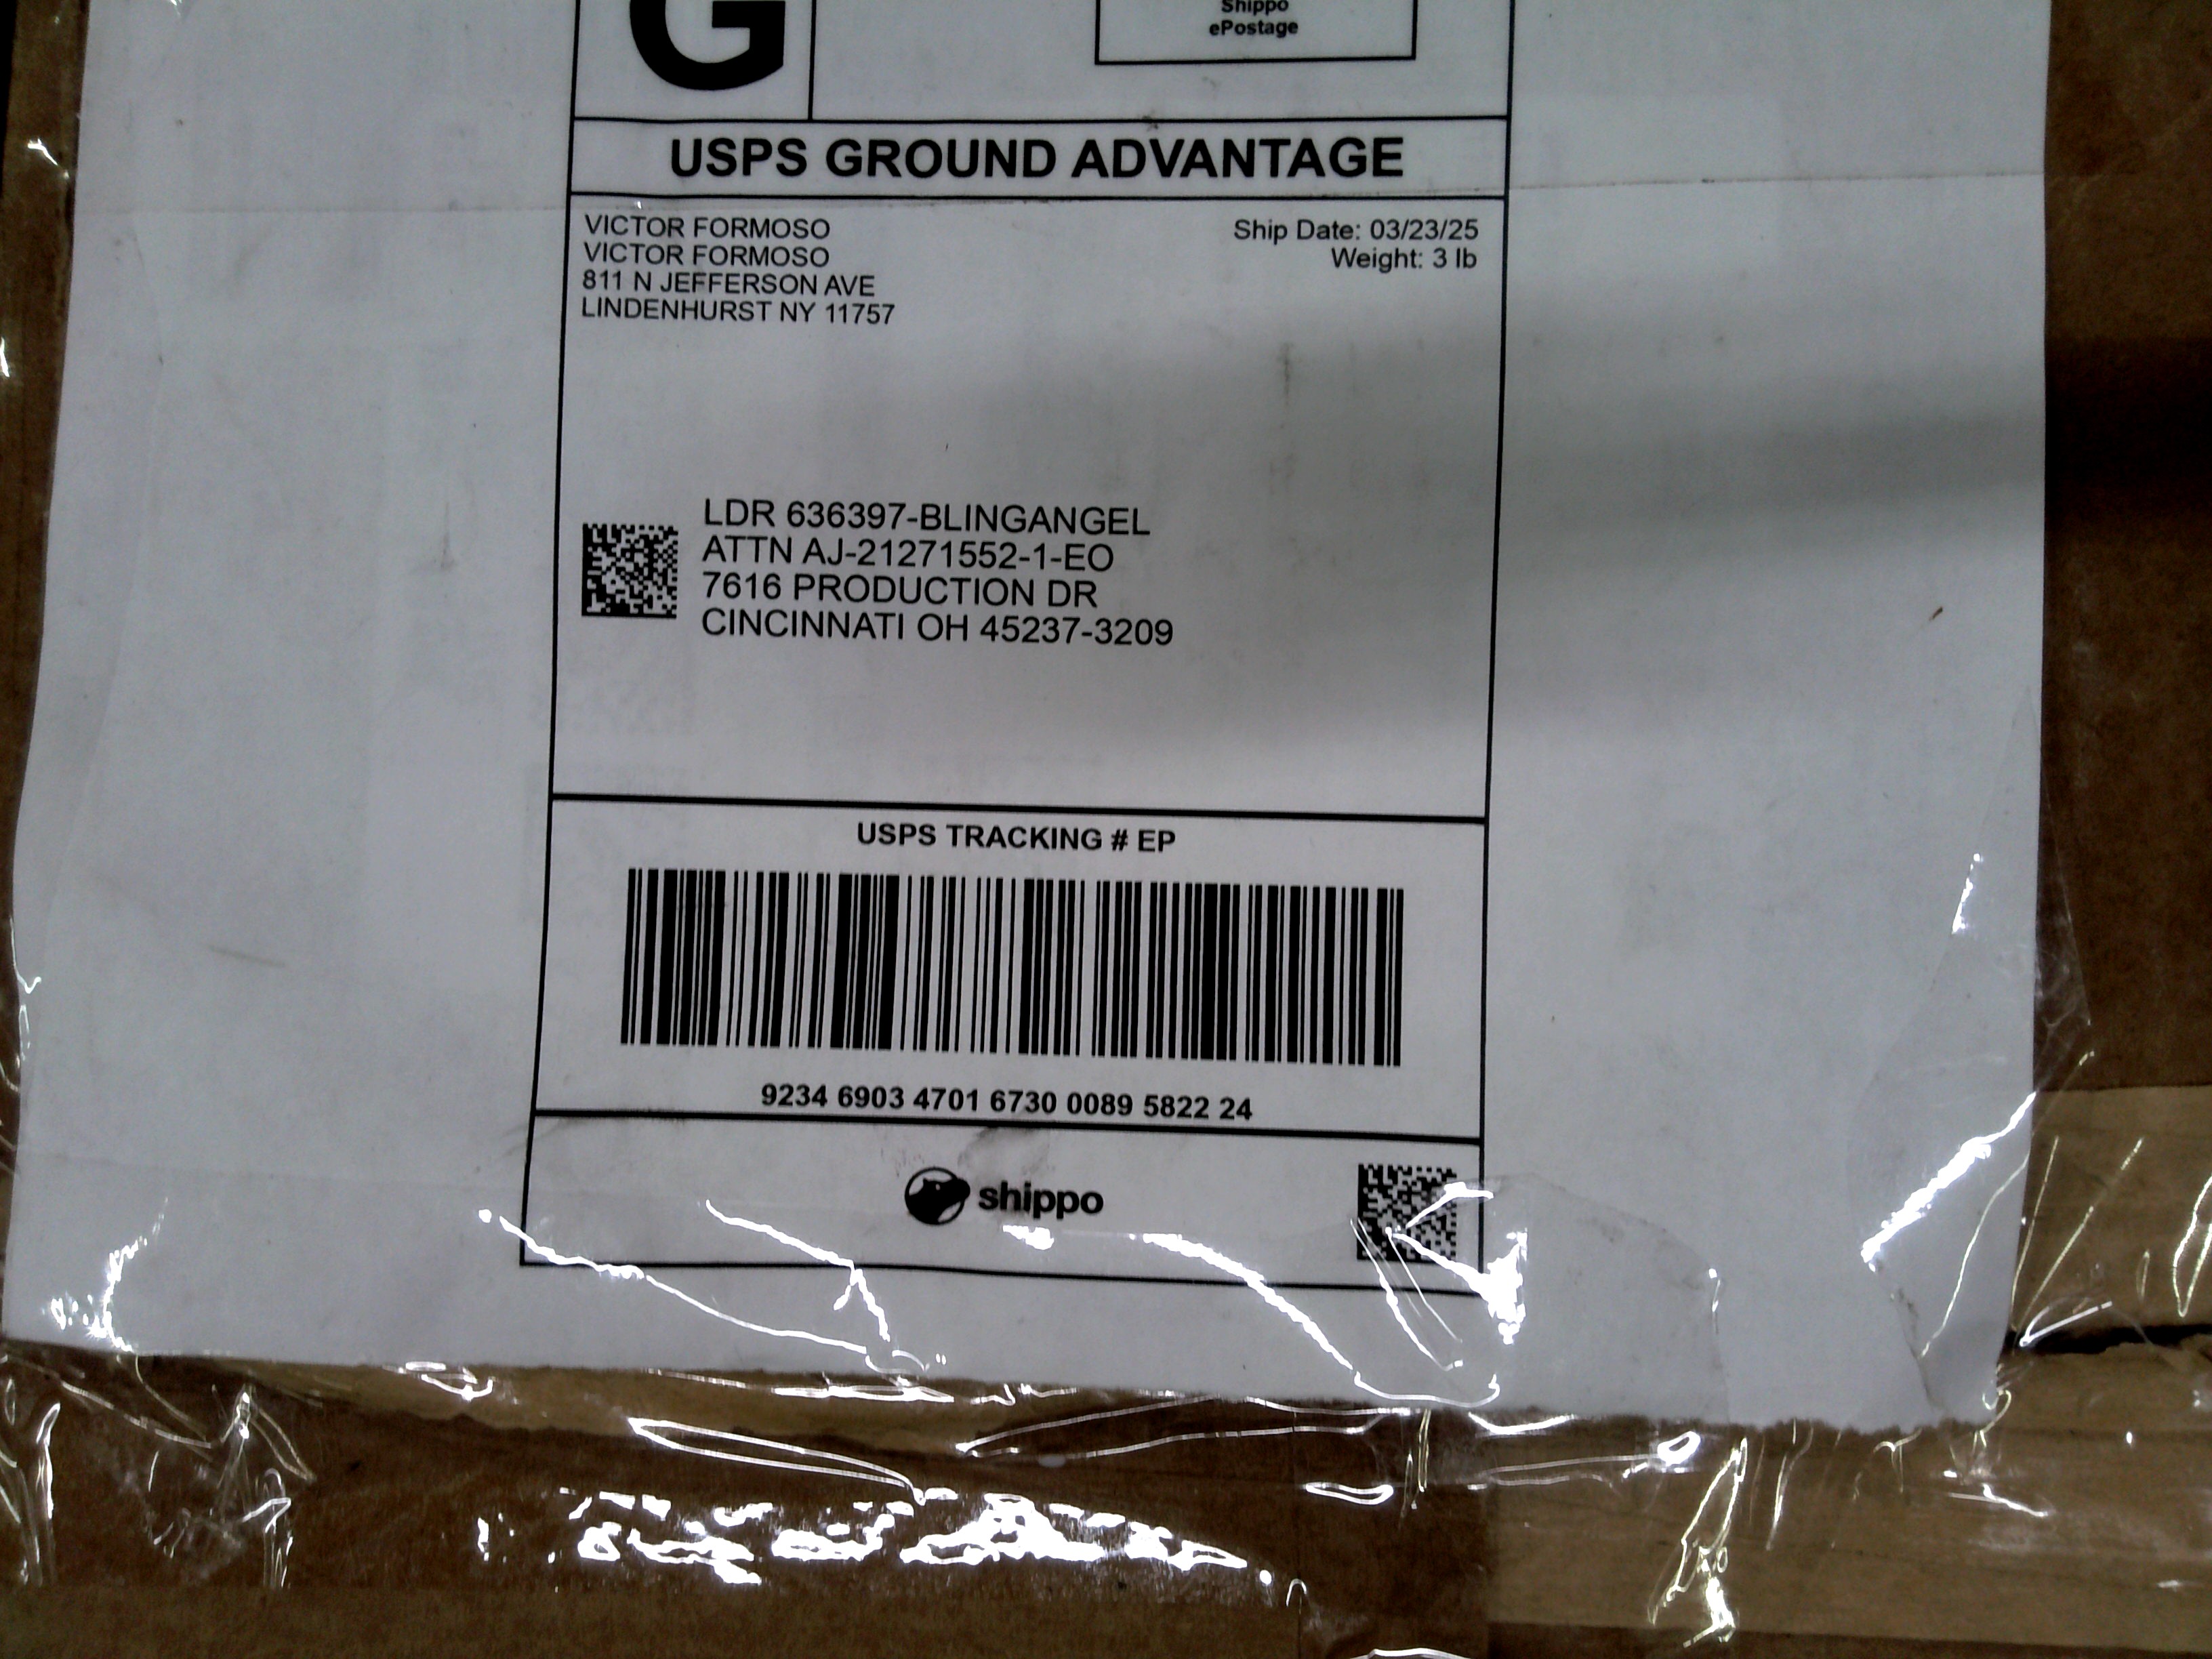 G
Shippo
ePostage
USPS GROUND ADVANTAGE
VICTOR FORMOSO
VICTOR FORMOSO
811 N JEFFERSON AVE
LINDENHURST NY 11757
Ship Date: 03/23/25
Weight: 3 lb
LDR 636397-BLINGANGEL
ATTN AJ-21271552-1-EO
7616 PRODUCTION DR
CINCINNATI OH 45237-3209
USPS TRACKING # EP
9234 6903 4701 6730 0089 5822 24
shippo